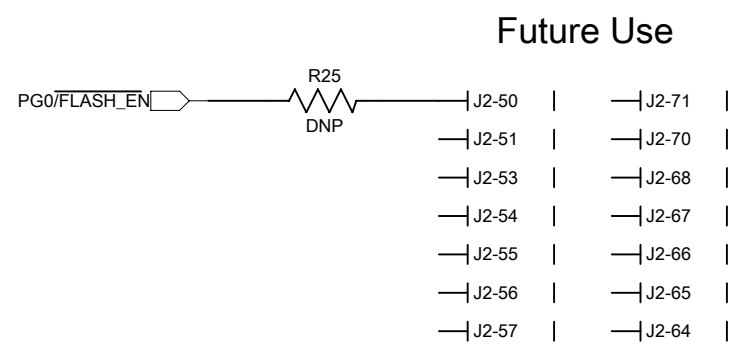 Future Use
R25
PG0/FLASH_EN
DNP
J2-50 J2-71
J2-51 J2-70
J2-53 J2-68
J2-54 J2-67
J2-55 J2-66
J2-56 J2-65
J2-57 J2-64